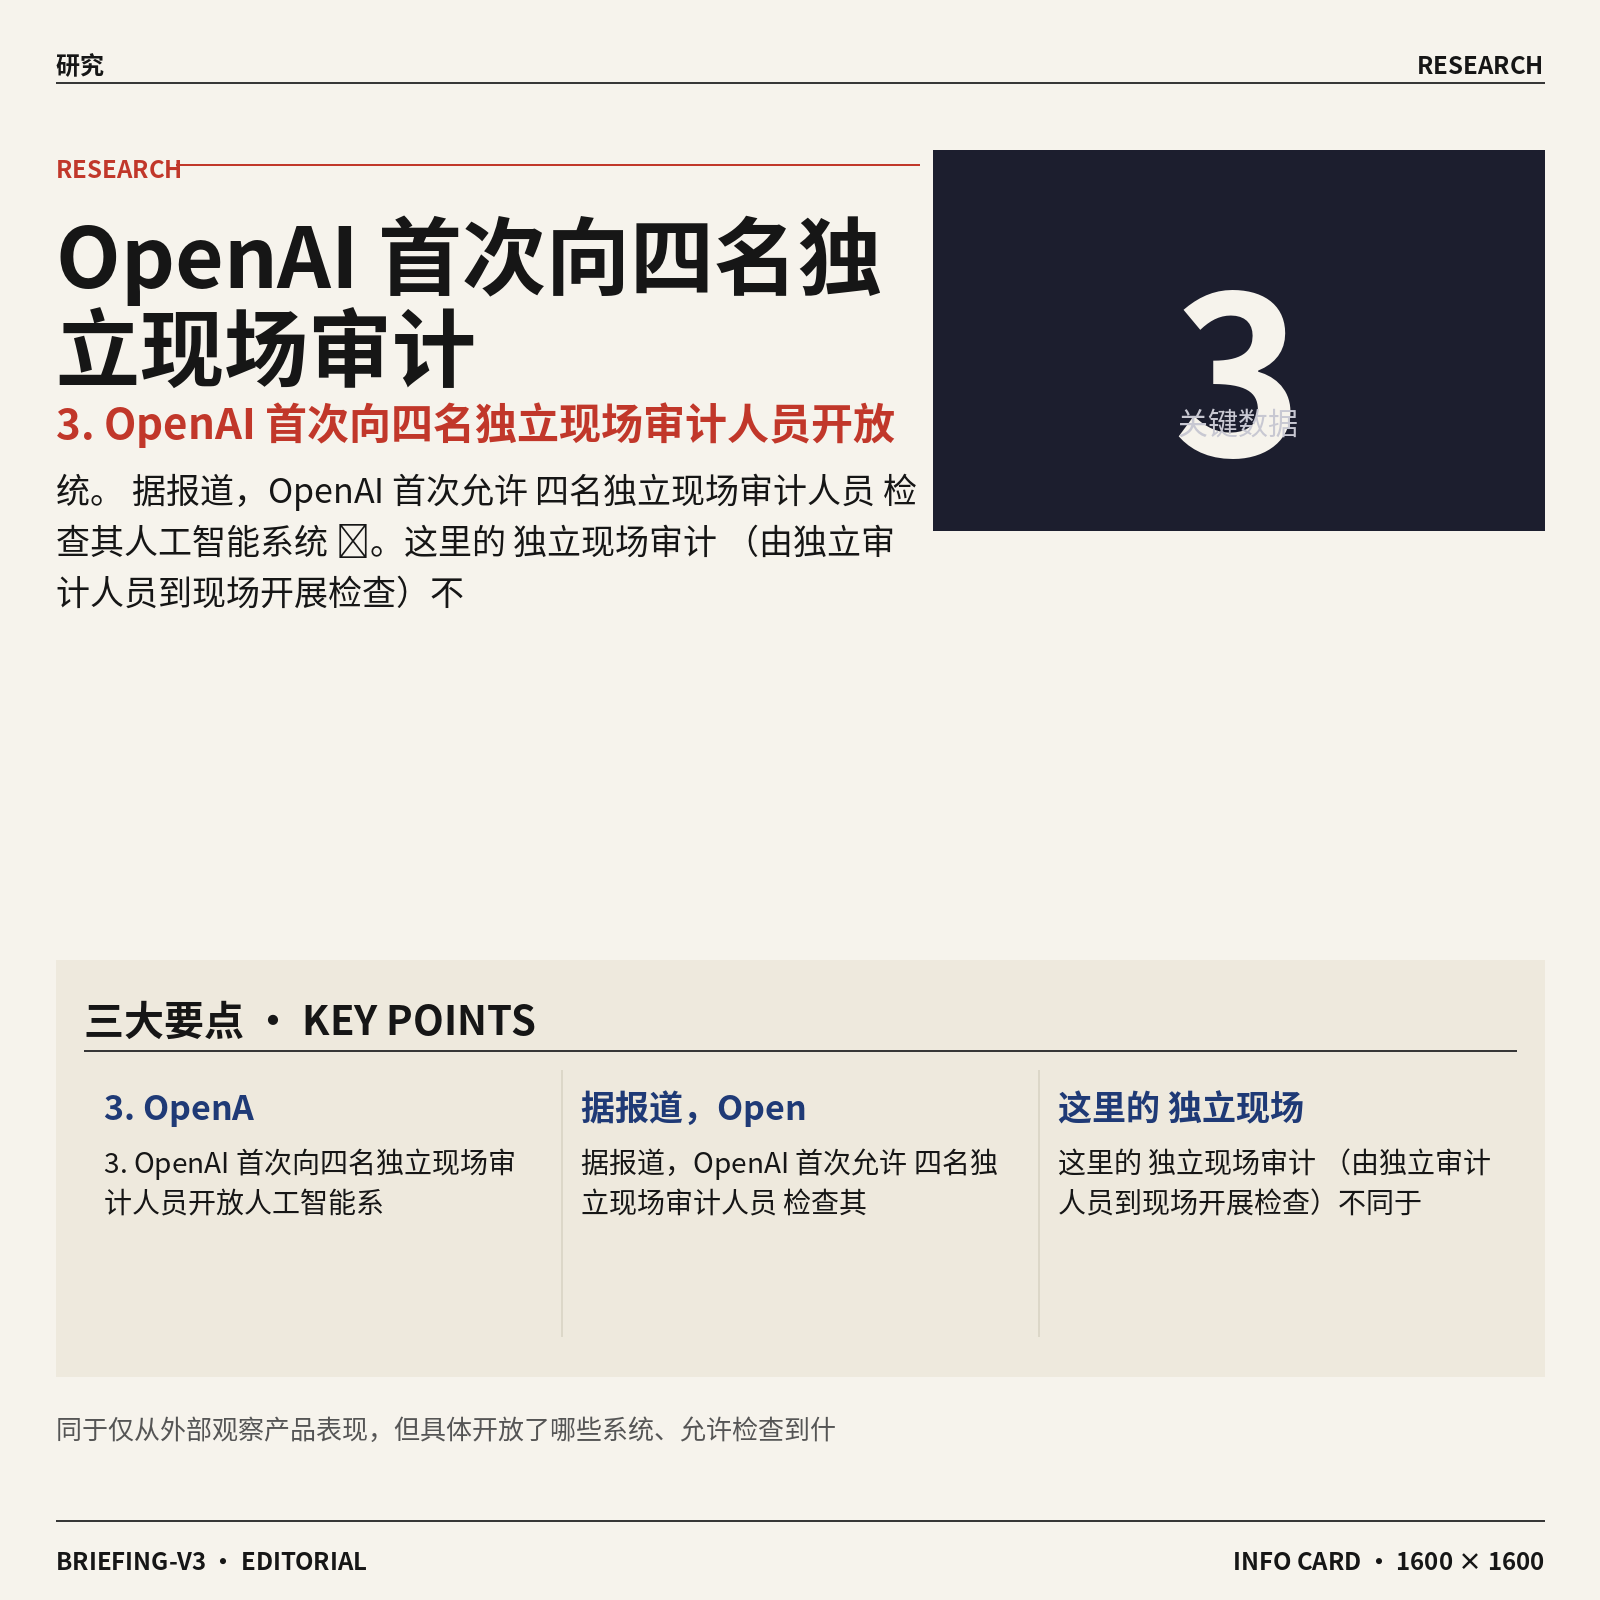 研究
RESEARCH
RESEARCH
OpenAI 首次向四名独
立现场审计
3. OpenAI 首次向四名独立现场审计人员开放
统。 据报道，OpenAI 首次允许 四名独立现场审计人员 检
查其人工智能系统 。这里的 独立现场审计 （由独立审
计人员到现场开展检查）不
3
关键数据
三大要点 · KEY POINTS
3. OpenA
3. OpenAI 首次向四名独立现场审
计人员开放人工智能系
据报道，Open
据报道，OpenAI 首次允许 四名独
立现场审计人员 检查其
这里的 独立现场
这里的 独立现场审计 （由独立审计
人员到现场开展检查）不同于
同于仅从外部观察产品表现，但具体开放了哪些系统、允许检查到什
BRIEFING-V3 · EDITORIAL
INFO CARD · 1600 × 1600